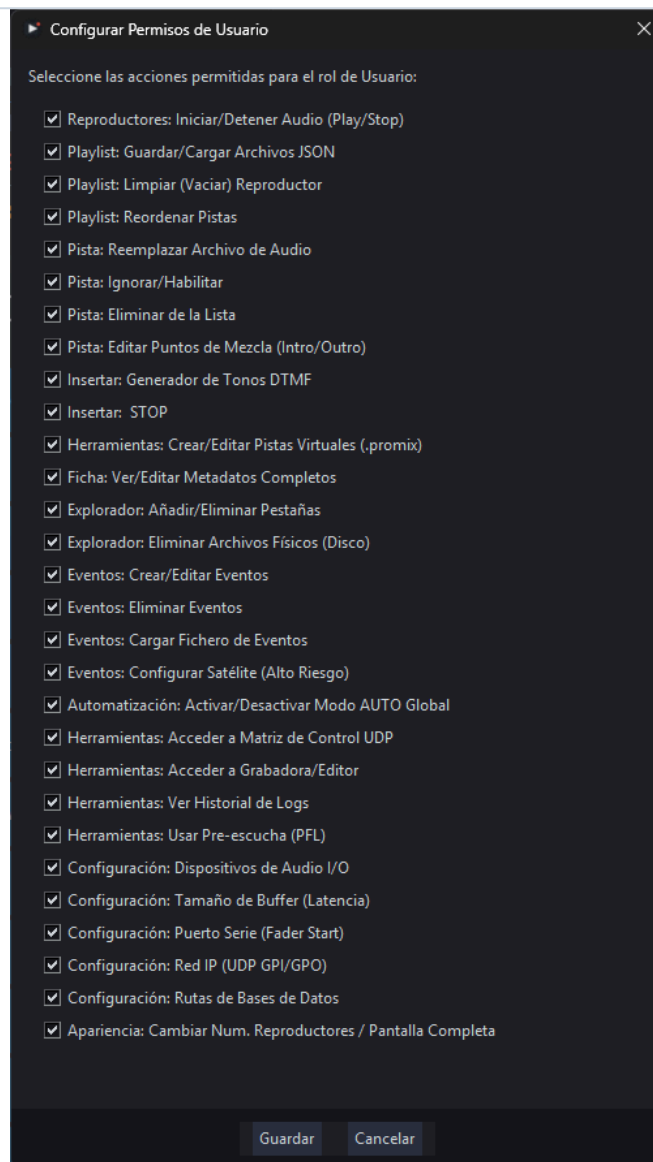 Configurar Permisos de Usuario
Seleccione las acciones permitidas para el rol de Usuario:
Reproductores: Iniciar/Detener Audio (Play/Stop)
Playlist: Guardar/Cargar Archivos JSON
Playlist: Limpiar (Vaciar) Reproductor
Playlist: Reordenar Pistas
Pista: Reemplazar Archivo de Audio
Pista: Ignorar/Habilitar
Pista: Eliminar de la Lista
Pista: Editar Puntos de Mezcla (Intro/Outro)
Insertar: Generador de Tonos DTMF
Insertar:  STOP
Herramientas: Crear/Editar Pistas Virtuales (.promix)
Ficha: Ver/Editar Metadatos Completos
Explorador: Añadir/Eliminar Pestañas
Explorador: Eliminar Archivos Físicos (Disco)
Eventos: Crear/Editar Eventos
Eventos: Eliminar Eventos
Eventos: Cargar Fichero de Eventos
Eventos: Configurar Satélite (Alto Riesgo)
Automatización: Activar/Desactivar Modo AUTO Global
Herramientas: Acceder a Matriz de Control UDP
Herramientas: Acceder a Grabadora/Editor
Herramientas: Ver Historial de Logs
Herramientas: Usar Pre-escucha (PFL)
Configuración: Dispositivos de Audio I/O
Configuración: Tamaño de Buffer (Latencia)
Configuración: Puerto Serie (Fader Start)
Configuración: Red IP (UDP GPI/GPO)
Configuración: Rutas de Bases de Datos
Apariencia: Cambiar Num. Reproductores / Pantalla Completa
Guardar Cancelar